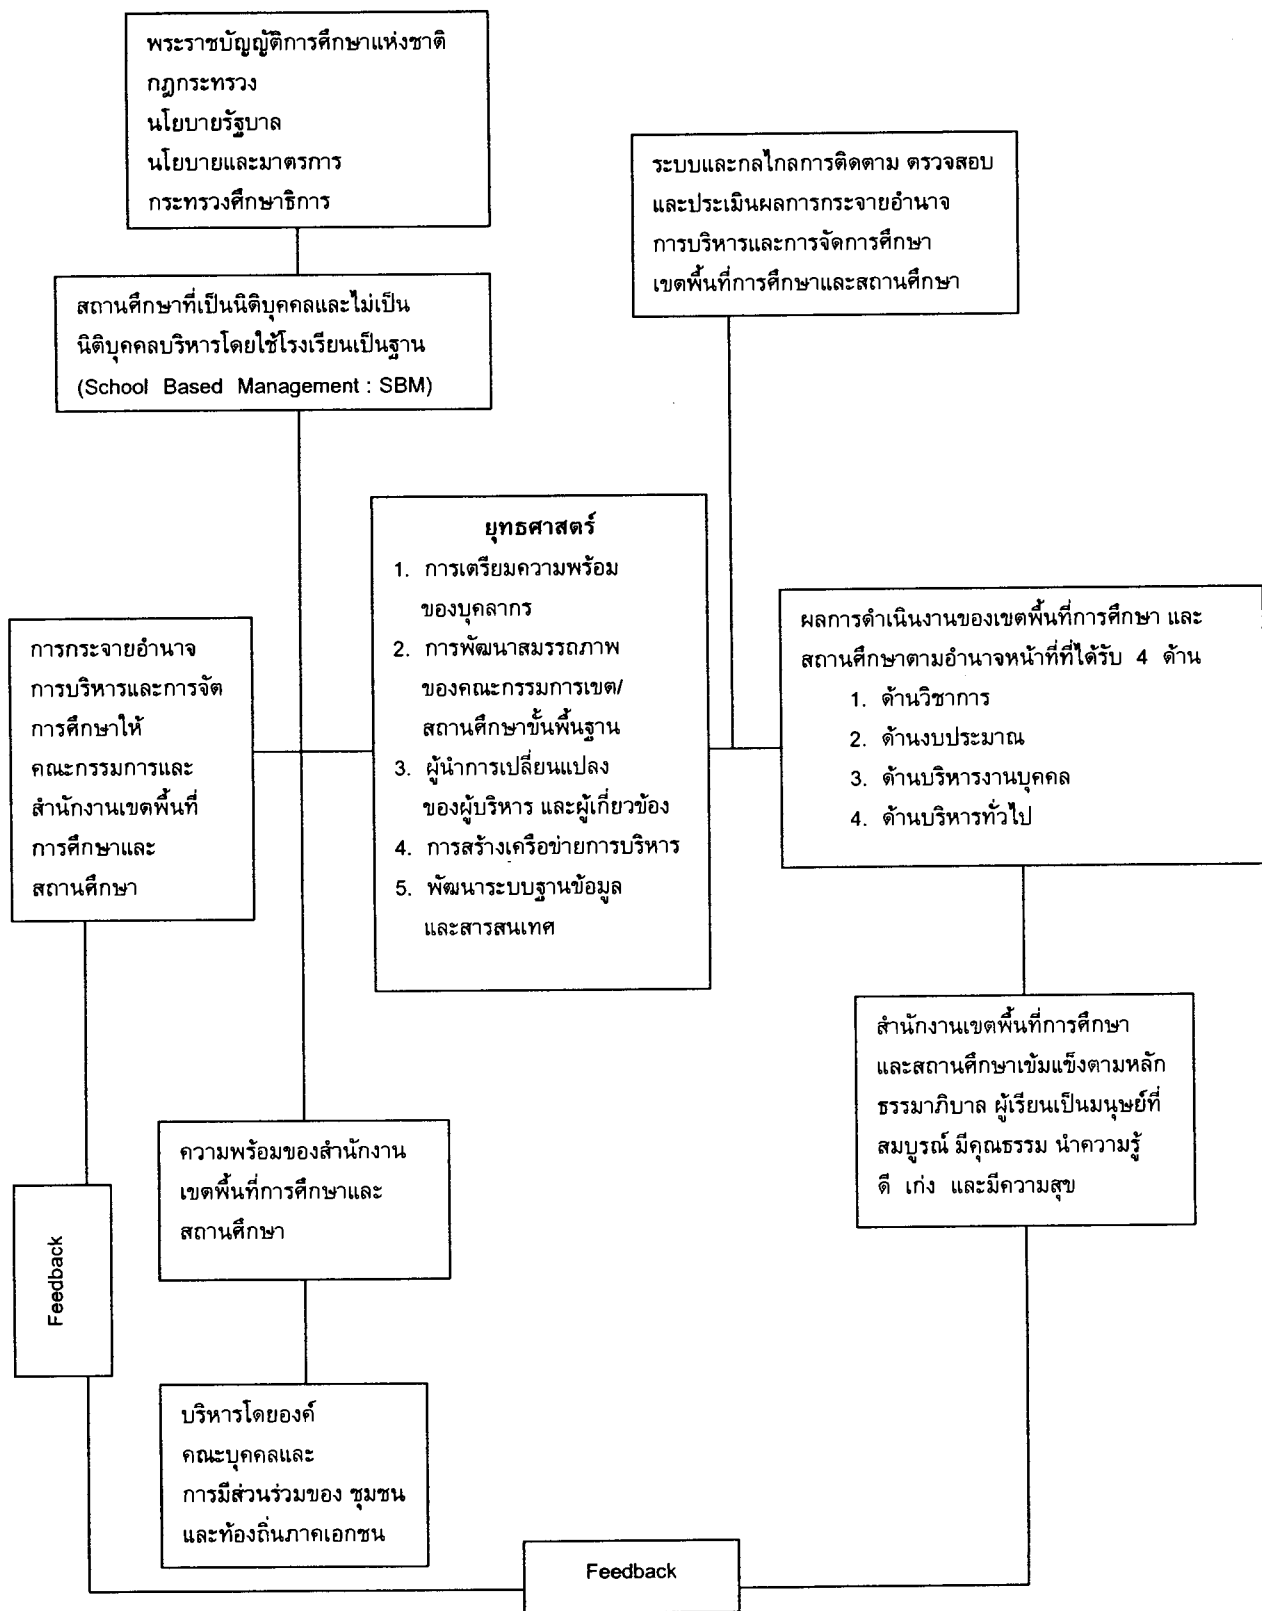 พระราชบัญญัติการศึกษาแห่งชาติ
กฎกระทรวง
นโยบายรัฐบาล
นโยบายและมาตรการ
กระทรวงศึกษาธิการ
ระบบและกลไกลการติดตาม ตรวจสอบ
และประเมินผลการกระจายอำนาจ
การบริหารและการจัดการศึกษา
เขตพื้นที่การศึกษาและสถานศึกษา
สถานศึกษาที่เป็นนิติบุคคลและไม่เป็น
นิติบุคคลบริหารโดยใช้โรงเรียนเป็นฐาน
(School Based Management : SBM)
ยุทธศาสตร์
1. การเตรียมความพร้อม
ของบุคลากร
2. การพัฒนาสมรรถภาพ
ของคณะกรรมการเขต/
สถานศึกษาขั้นพื้นฐาน
3. ผู้นำการเปลี่ยนแปลง
ของผู้บริหาร และผู้เกี่ยวข้อง
4. การสร้างเครือข่ายการบริหาร
5. พัฒนาระบบฐานข้อมูล
และสารสนเทศ
การกระจายอำนาจ
การบริหารและการจัด
การศึกษาให้
คณะกรรมการและ
สำนักงานเขตพื้นที่
การศึกษาและ
สถานศึกษา
ผลการดำเนินงานของเขตพื้นที่การศึกษา และ
สถานศึกษาตามอำนาจหน้าที่ที่ได้รับ 4 ด้าน
1. ด้านวิชาการ
2. ด้านงบประมาณ
3. ด้านบริหารงานบุคคล
4. ด้านบริหารทั่วไป
สำนักงานเขตพื้นที่การศึกษา
และสถานศึกษาเข้มแข็งตามหลัก
ธรรมาภิบาล ผู้เรียนเป็นมนุษย์ที่
สมบูรณ์ มีคุณธรรม นำความรู้
ดี เก่ง และมีความสุข
ความพร้อมของสำนักงาน
เขตพื้นที่การศึกษาและ
สถานศึกษา
Feedback
บริหารโดยองค์
คณะบุคคลและ
การมีส่วนร่วมของ ชุมชน
และท้องถิ่นภาคเอกชน
Feedback